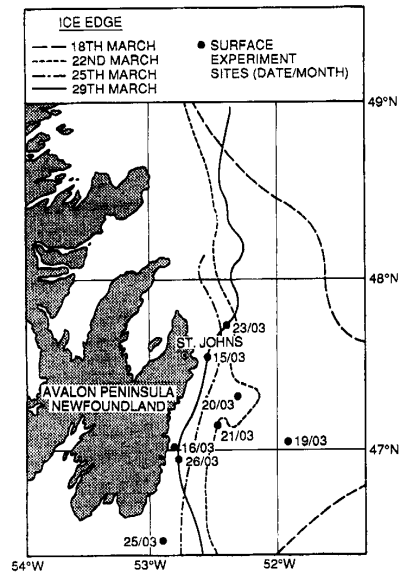 ICE EDGE
18TH MARCH
22ND MARCH
25TH MARCH
29TH MARCH
SURFACE
EXPERIMENT
SITES (DATE/MONTH)
49°N
48°N
23/03
ST. JOHNS
15/03
AVALON PENINSULA
NEWFOUNDLAND
20/03
21/03
19/03
16/03
47°N
26/03
25/03
54°W
53°W
52°W